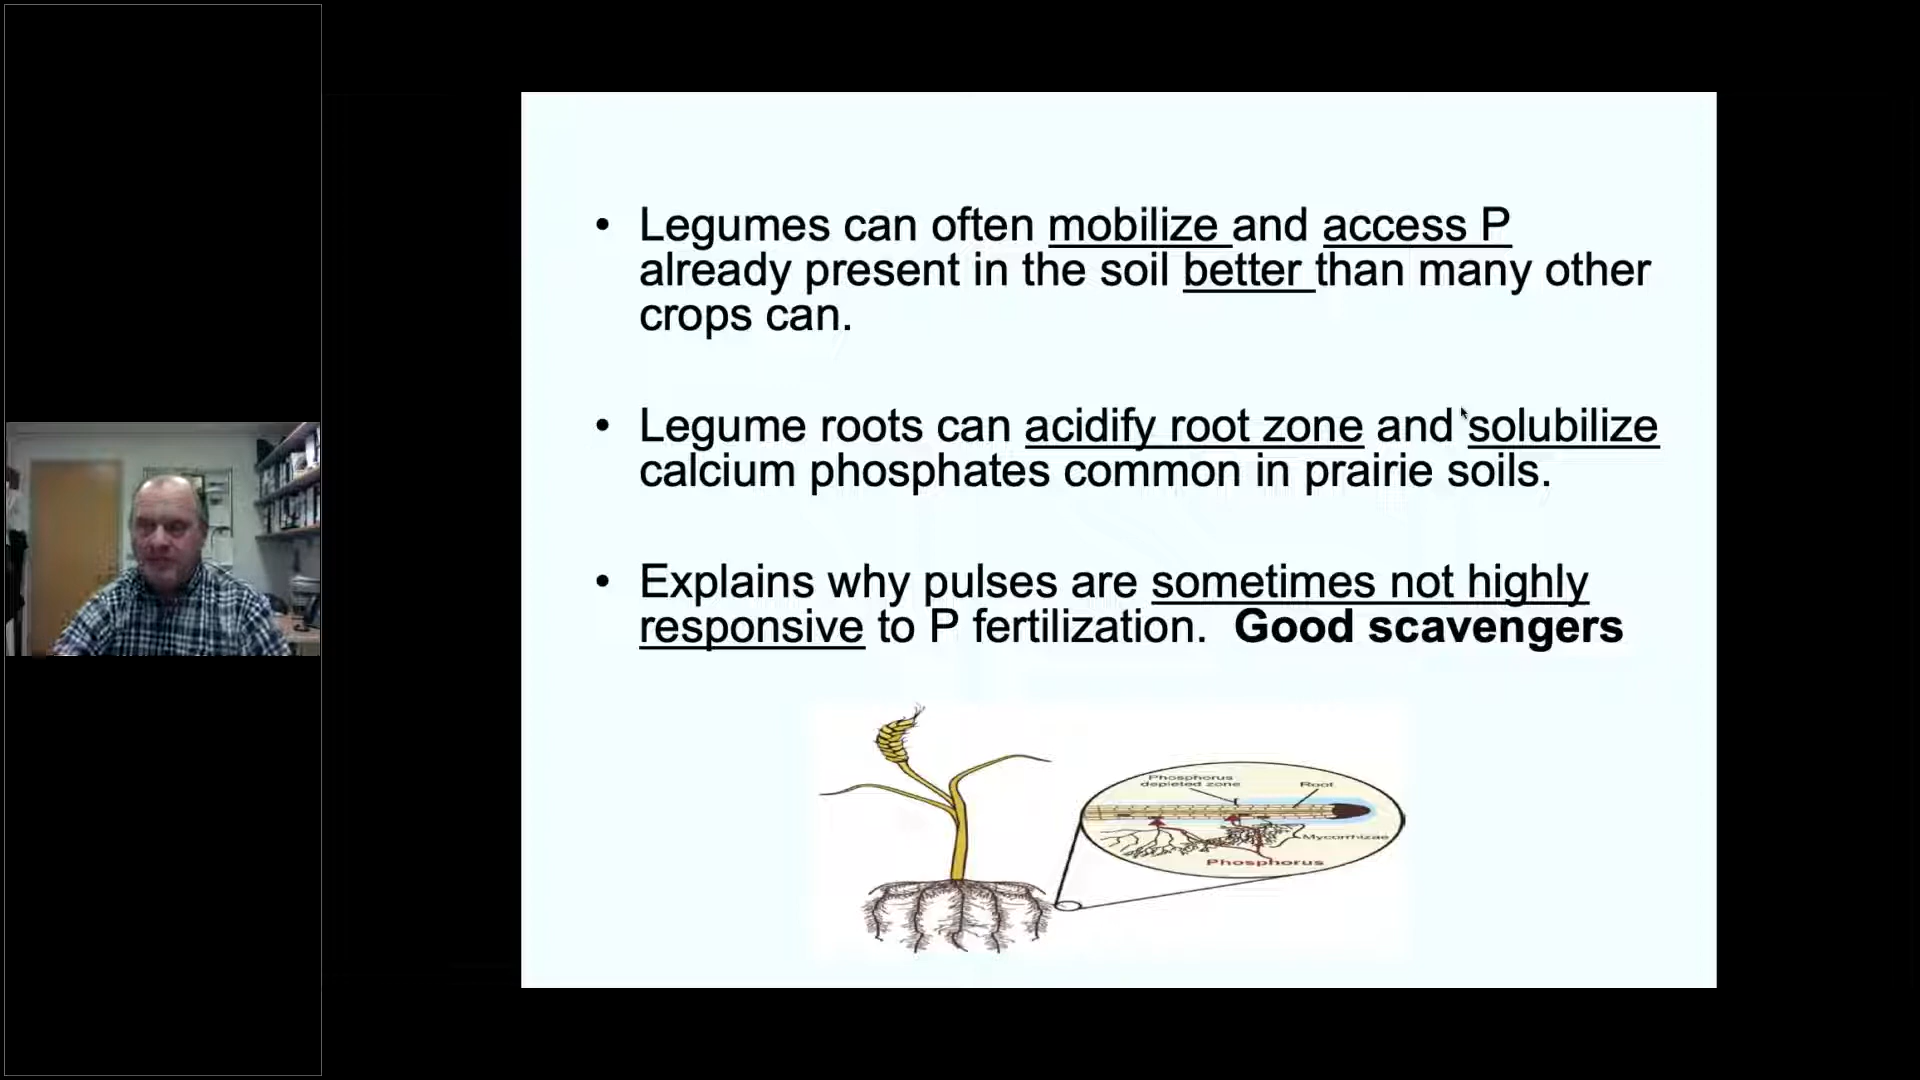 • Legumes can often mobilize and access P
already present in the soil better than many other
crops can.
• Legume roots can acidify root zone and solubilize
calcium phosphates common in prairie soils.
• Explains why pulses are sometimes not highly
responsive to P fertilization. Good scavengers
Phosphorus
depleted zone
Root
Mycorrhizae
Phosphorus